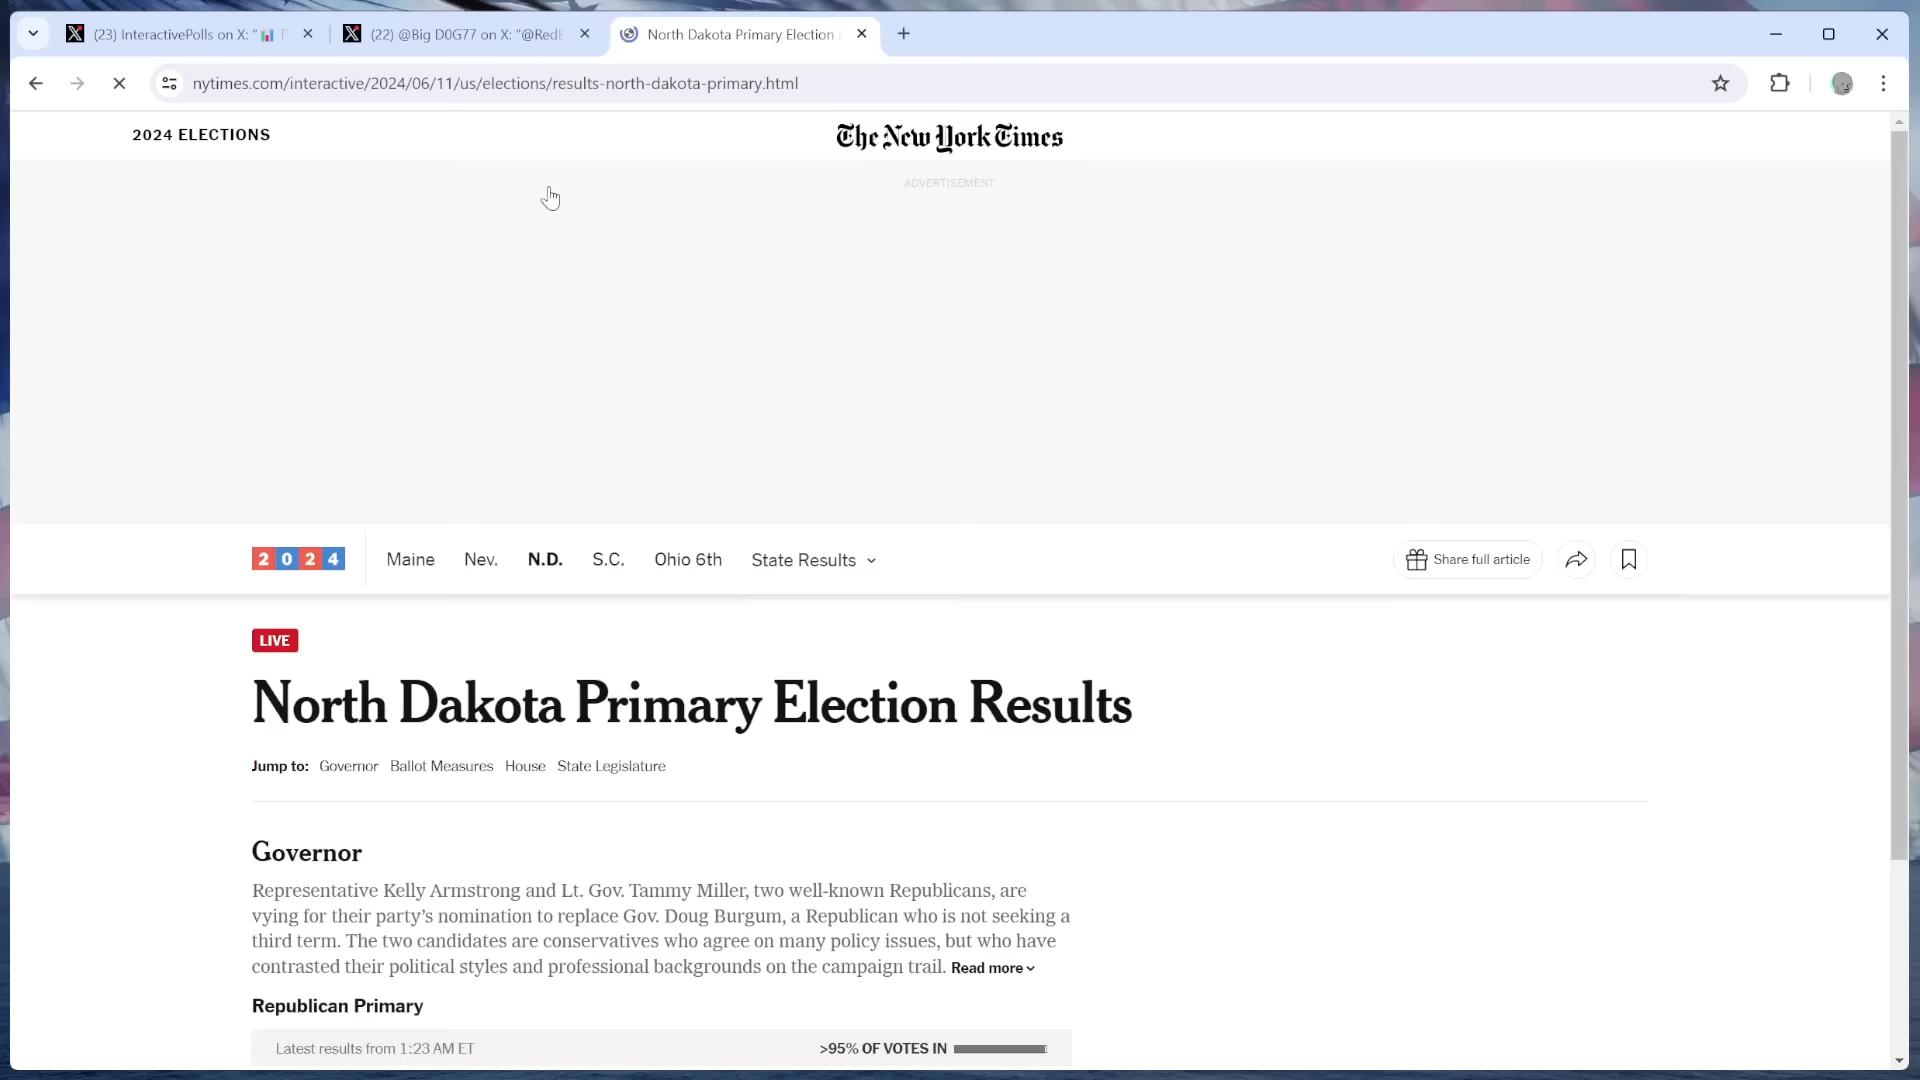 (23) InteractivePolls on X: "📊 P
(22) @Big D0G77 on X: "@RedE
North Dakota Primary Election
nytimes.com/interactive/2024/06/11/us/elections/results-north-dakota-primary.html
2024 ELECTIONS
The New York Times
ADVERTISEMENT
2024
Maine Nev. N.D. S.C. Ohio 6th State Results
Share full article
LIVE
North Dakota Primary Election Results
Jump to: Governor Ballot Measures House State Legislature
Governor
Representative Kelly Armstrong and Lt. Gov. Tammy Miller, two well-known Republicans, are
vying for their party’s nomination to replace Gov. Doug Burgum, a Republican who is not seeking a
third term. The two candidates are conservatives who agree on many policy issues, but who have
contrasted their political styles and professional backgrounds on the campaign trail. Read more
Republican Primary
Latest results from 1:23 AM ET
>95% OF VOTES IN